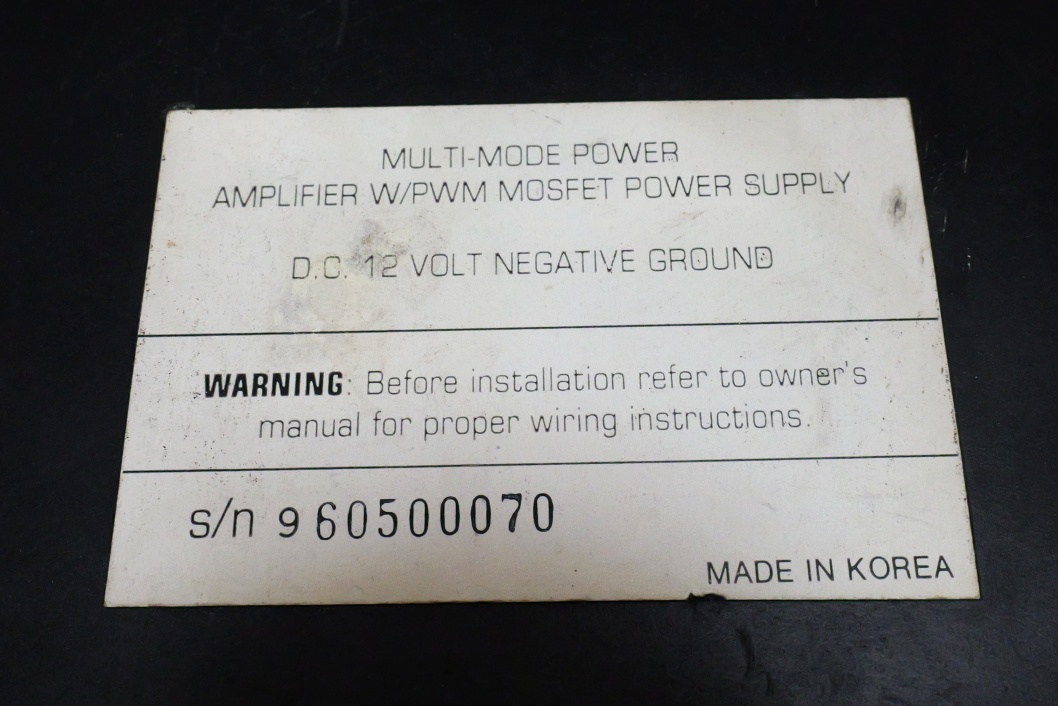 MULTI-MODE POWER
AMPLIFIER W/PWM MOSFET POWER SUPPLY
D.C. 12 VOLT NEGATIVE GROUND
WARNING: Before installation refer to owner's
manual for proper wiring instructions.
s/n 960500070
MADE IN KOREA